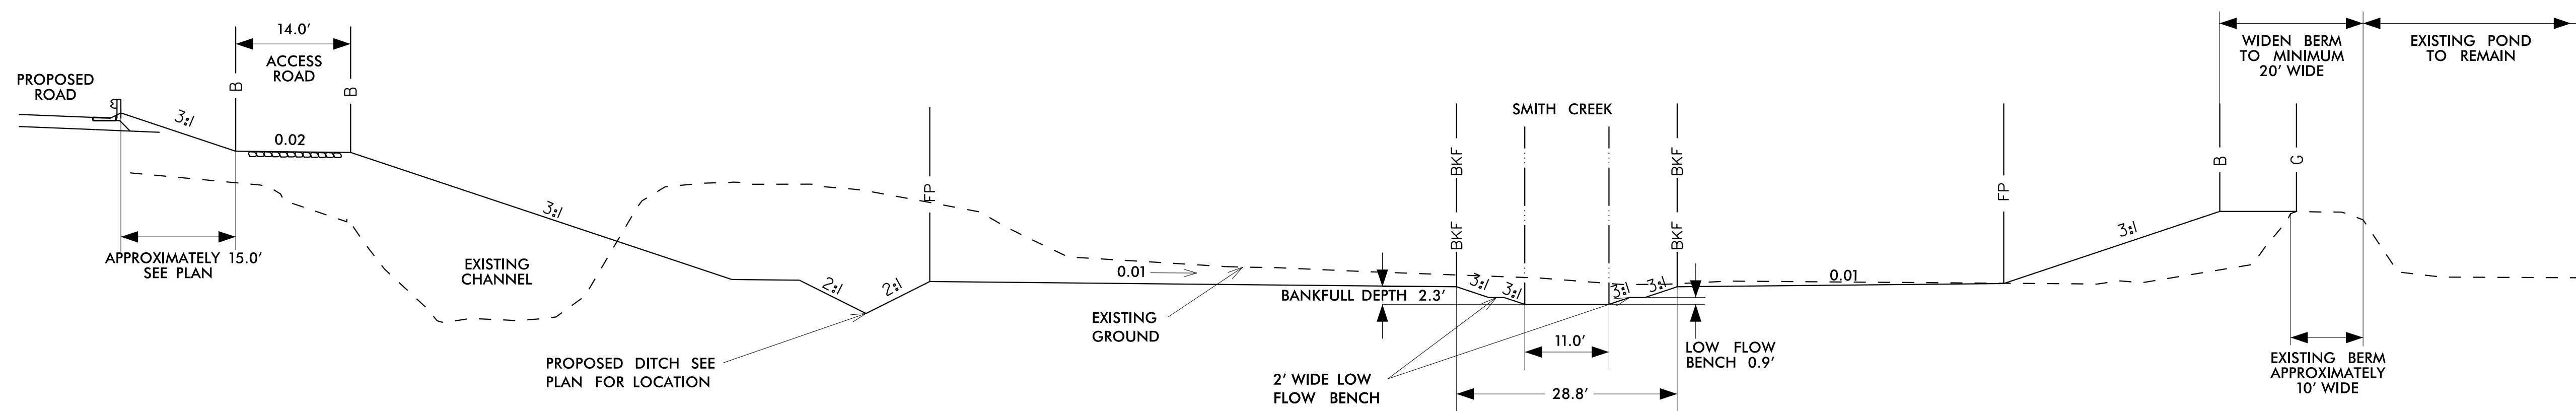 PROPOSED
ROAD
3:1
B
14.0'
ACCESS
ROAD
B
0.02
APPROXIMATELY 15.0'
SEE PLAN
3:1
EXISTING
CHANNEL
2:1
2:1
PROPOSED DITCH SEE
PLAN FOR LOCATION
FP
0.01
EXISTING
GROUND
BANKFULL DEPTH 2.3'
BKF
BKF
SMITH CREEK
BKF
BKF
3:1
3:1
3:1
3:1
11.0'
2' WIDE LOW
FLOW BENCH
28.8'
LOW FLOW
BENCH 0.9'
0.01
FP
3:1
B
G
WIDEN BERM
TO MINIMUM
20' WIDE
EXISTING POND
TO REMAIN
EXISTING BERM
APPROXIMATELY
10' WIDE